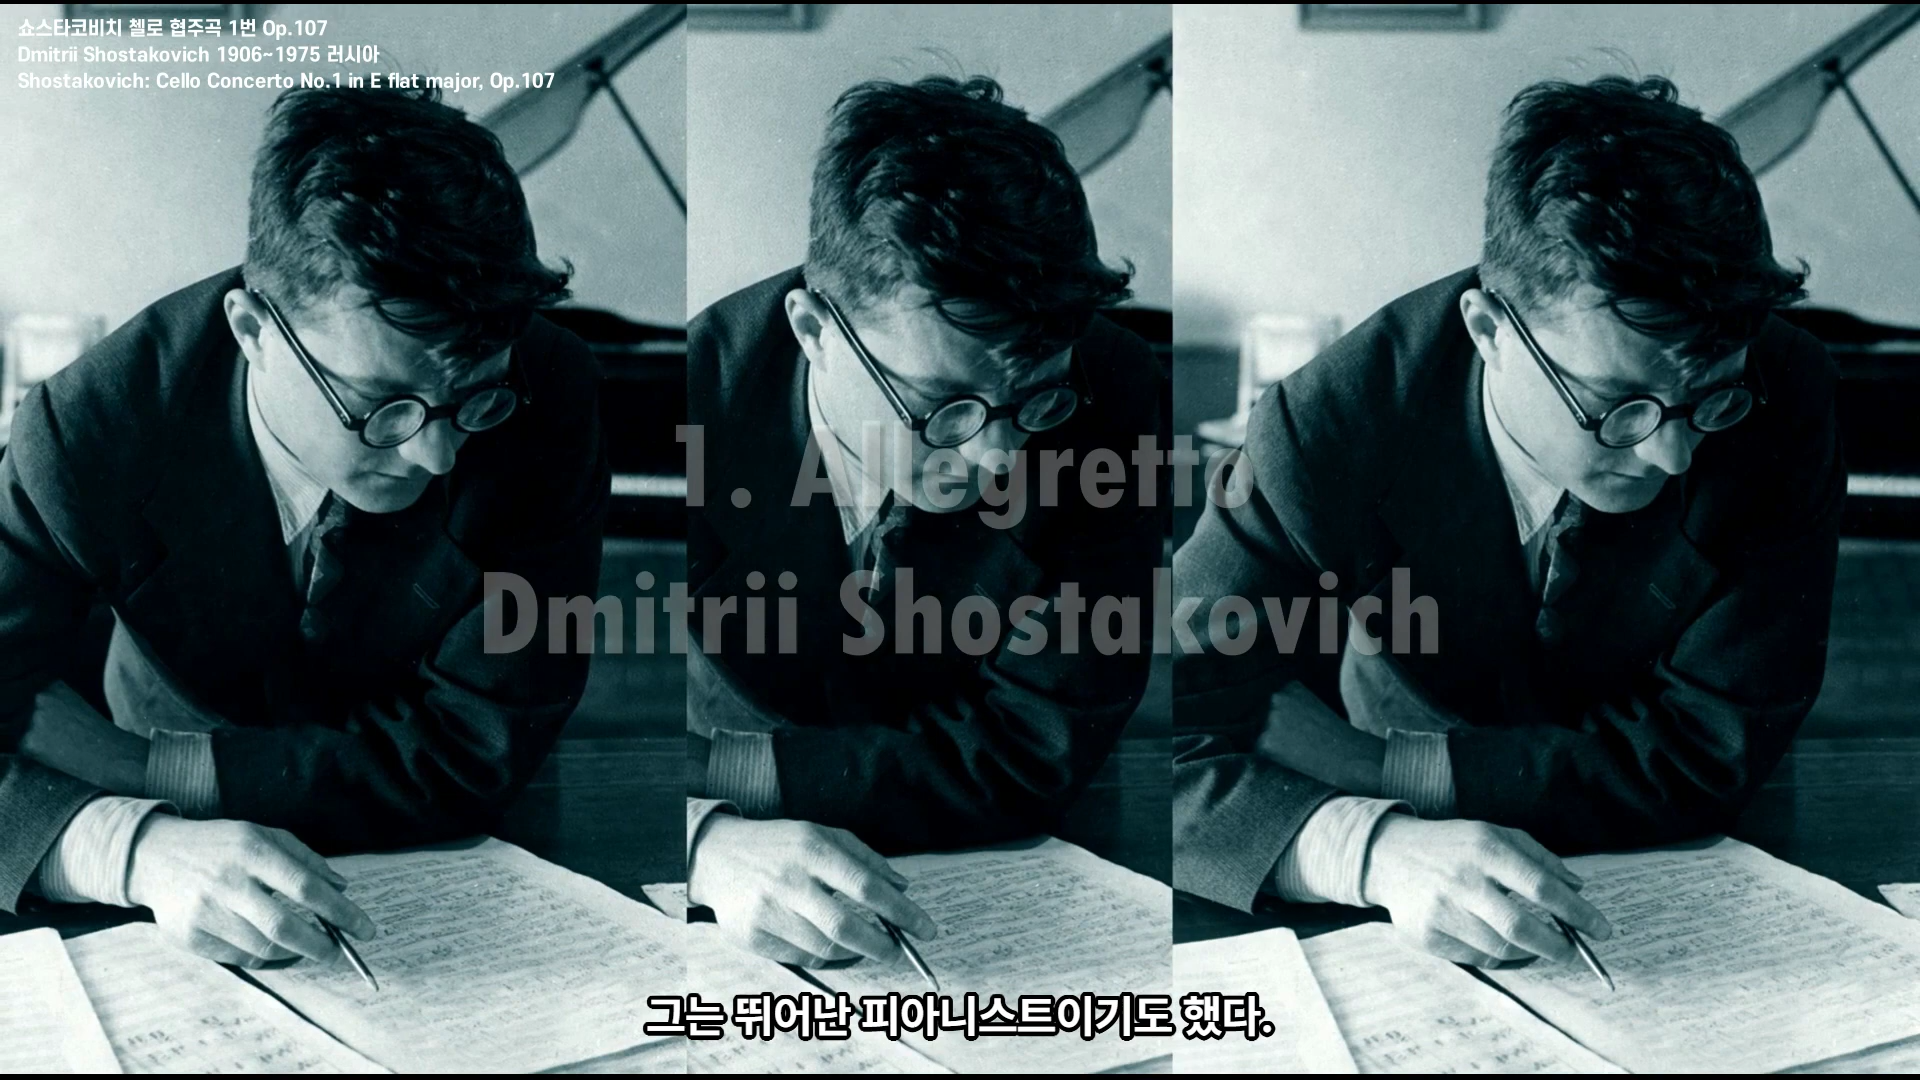 쇼스타코비치 첼로 협주곡 1번 Op.107
Dmitrii Shostakovich 1906~1975 러시아
Shostakovich: Cello Concerto No.1 in E flat major, Op.107
1. Allegretto
Dmitrii Shostakovich
그는 뛰어난 피아니스트이기도 했다.